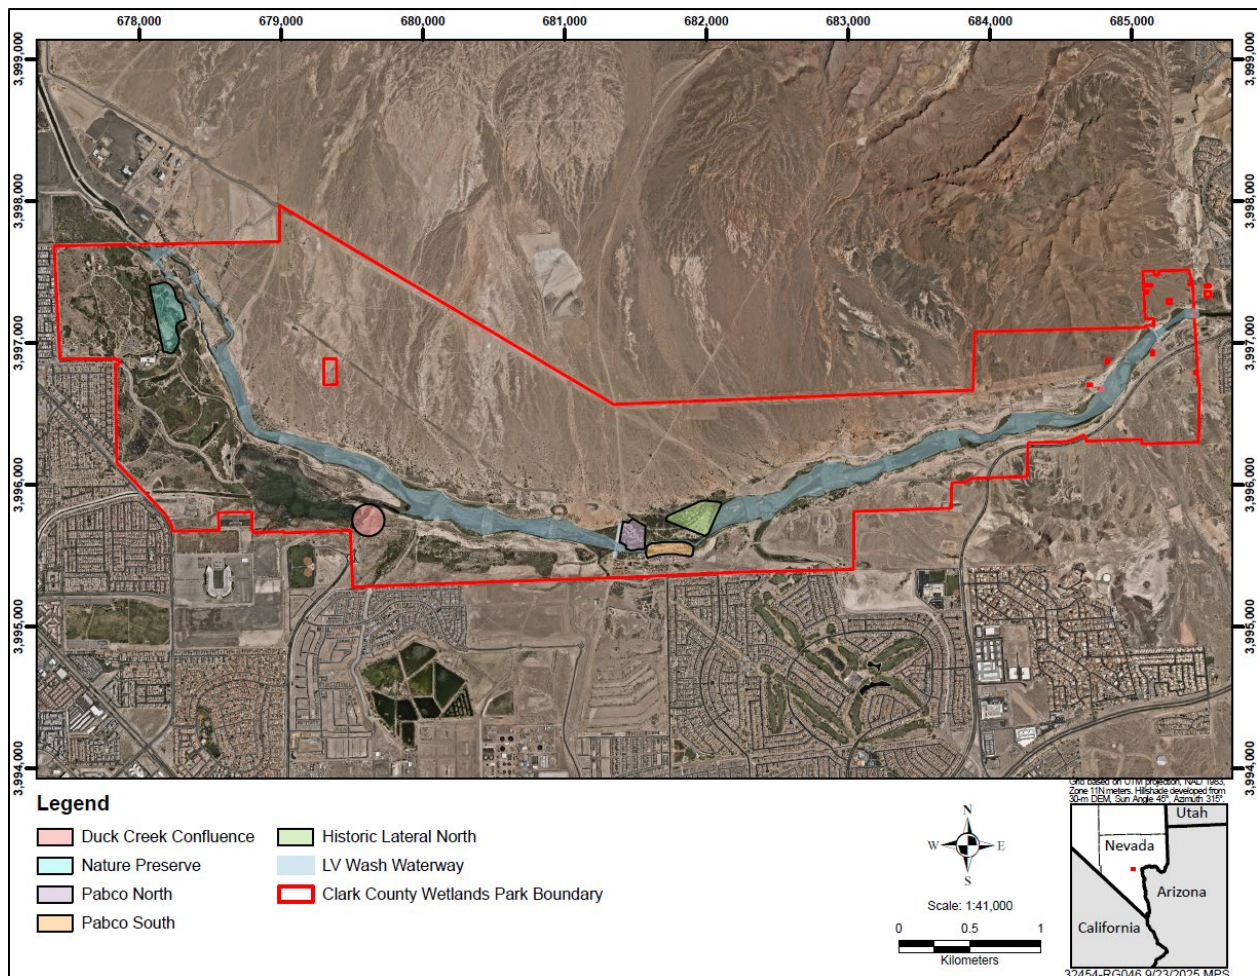 678,000 679,000 680,000 681,000 682,000 683,000 684,000 685,000
3,999,000 3,999,000
3,998,000 3,998,000
3,997,000 3,997,000
3,996,000 3,996,000
3,995,000 3,995,000
3,994,000 3,994,000
Legend
Duck Creek Confluence
Nature Preserve
Pabco North
Pabco South
Historic Lateral North
LV Wash Waterway
Clark County Wetlands Park Boundary
N
W E
S
Scale: 1:41,000
0 0.5 1
Kilometers
Grid based on UTM projection, NAD 1983,
Zone 11N meters. Hillshade developed from
30-m DEM, Sun Angle 45°, Azimuth 315°.
Utah
Nevada
Arizona
California
32454-RG046 9/23/2025 MPS